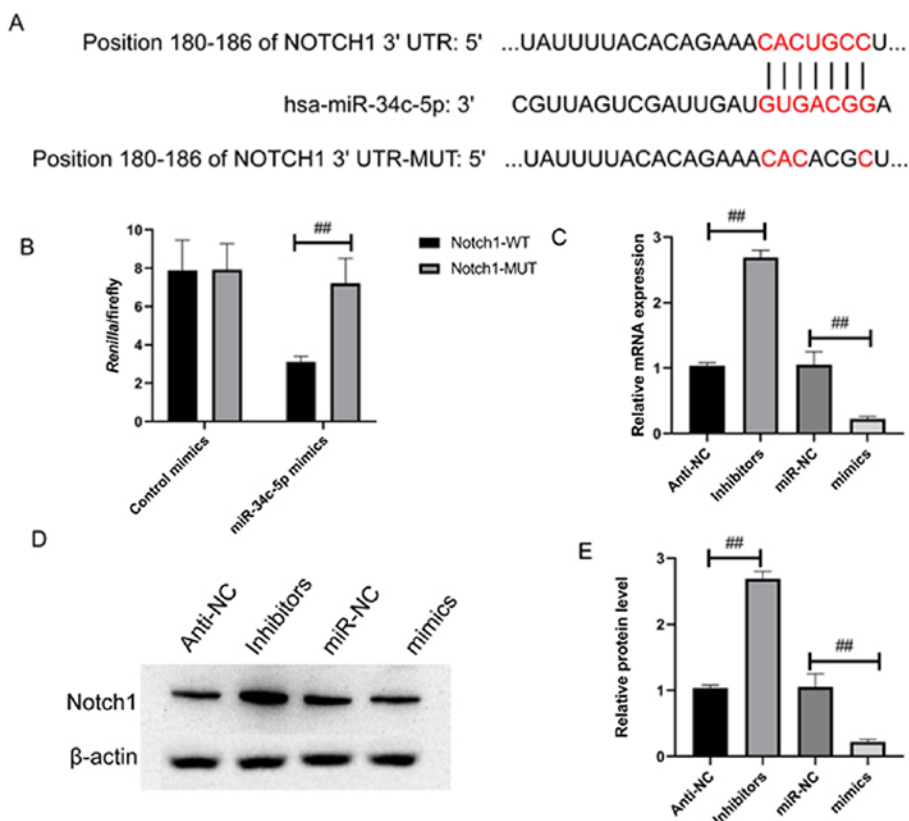 A
Position 180-186 of NOTCH1 3' UTR: 5' ...UAUUUUACACAGAAACACUGCCU...
hsa-miR-34c-5p: 3' CGUUAGUCGAUUGAUGUGACGGA
Position 180-186 of NOTCH1 3' UTR-MUT: 5' ...UAUUUUACACAGAAACACACGCU...
B
Renilla/firefly
10
8
6
4
2
0
##
Control mimics
miR-34c-5p mimics
Notch1-WT
Notch1-MUT
C
Relative mRNA expression
3
2
1
0
##
##
Anti-NC
Inhibitors
miR-NC
mimics
D
Anti-NC
Inhibitors
miR-NC
mimics
Notch1
β-actin
E
Relative protein level
3
2
1
0
##
##
Anti-NC
Inhibitors
miR-NC
mimics